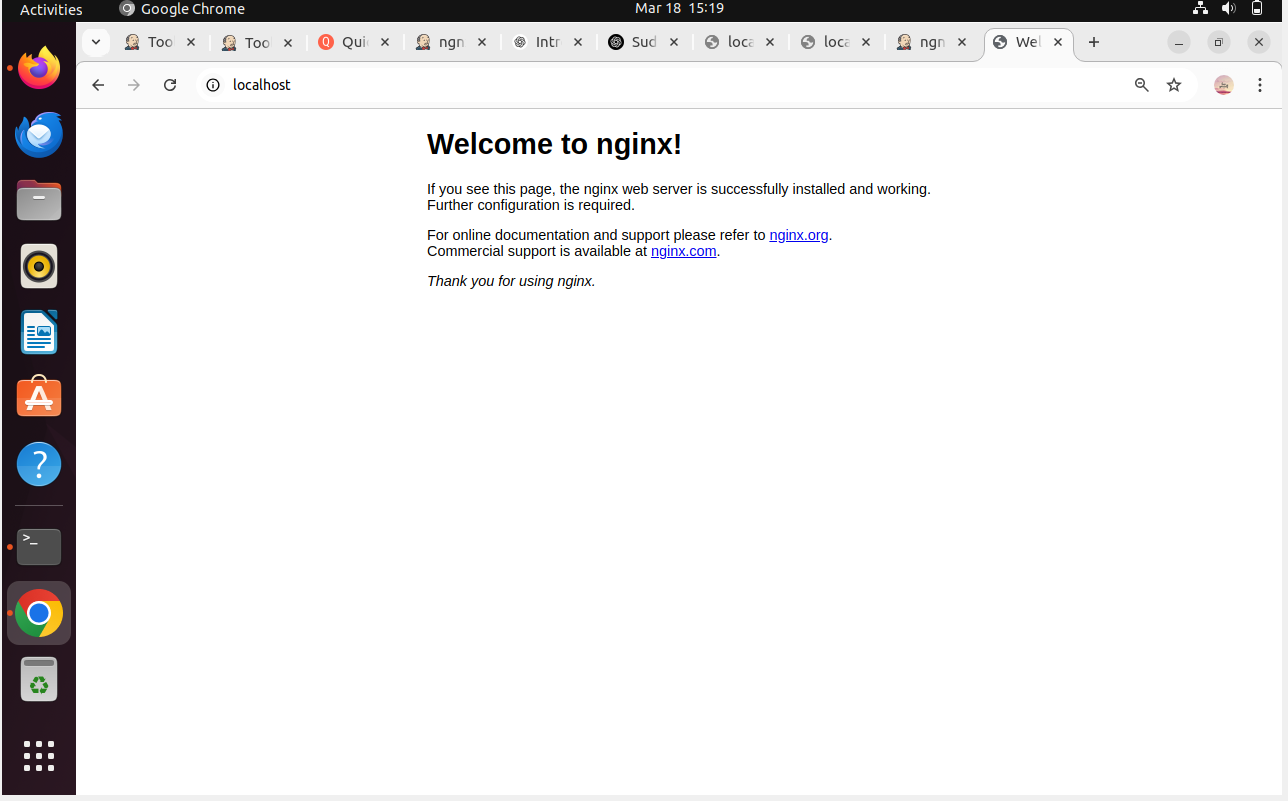 Activities
Google Chrome
Mar 18 15:19
Too
Too
Qui
ngn
Intr
Sud
loca
loca
ngn
Wel
localhost
Welcome to nginx!
If you see this page, the nginx web server is successfully installed and working.
Further configuration is required.
For online documentation and support please refer to nginx.org.
Commercial support is available at nginx.com.
Thank you for using nginx.